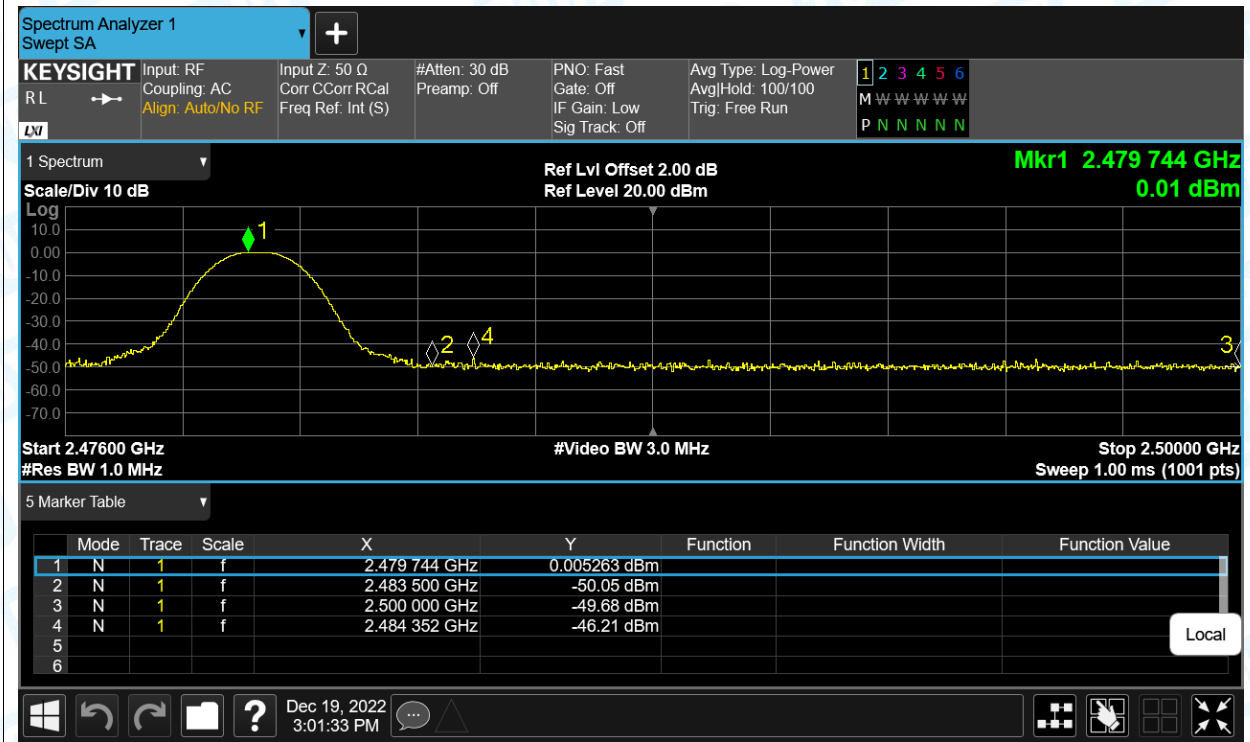 Spectrum Analyzer 1
Swept SA
KEYSIGHT
R L
LXI
Input: RF
Coupling: AC
Align: Auto/No RF
Input Z: 50 Ω
Corr CCorr RCal
Freq Ref: Int (S)
#Atten: 30 dB
Preamp: Off
PNO: Fast
Gate: Off
IF Gain: Low
Sig Track: Off
Avg Type: Log-Power
Avg|Hold: 100/100
Trig: Free Run
1 2 3 4 5 6
M W W W W W
P N N N N N
1 Spectrum
Scale/Div 10 dB
Ref Lvl Offset 2.00 dB
Ref Level 20.00 dBm
Mkr1 2.479 744 GHz
0.01 dBm
Log
10.0
0.00
-10.0
-20.0
-30.0
-40.0
-50.0
-60.0
-70.0
1
2
4
3
Start 2.47600 GHz
#Res BW 1.0 MHz
#Video BW 3.0 MHz
Stop 2.50000 GHz
Sweep 1.00 ms (1001 pts)
5 Marker Table
Mode Trace Scale X Y Function Function Width Function Value
1 N 1 f 2.479 744 GHz 0.005263 dBm
2 N 1 f 2.483 500 GHz -50.05 dBm
3 N 1 f 2.500 000 GHz -49.68 dBm
4 N 1 f 2.484 352 GHz -46.21 dBm
5
6
Local
?
Dec 19, 2022
3:01:33 PM